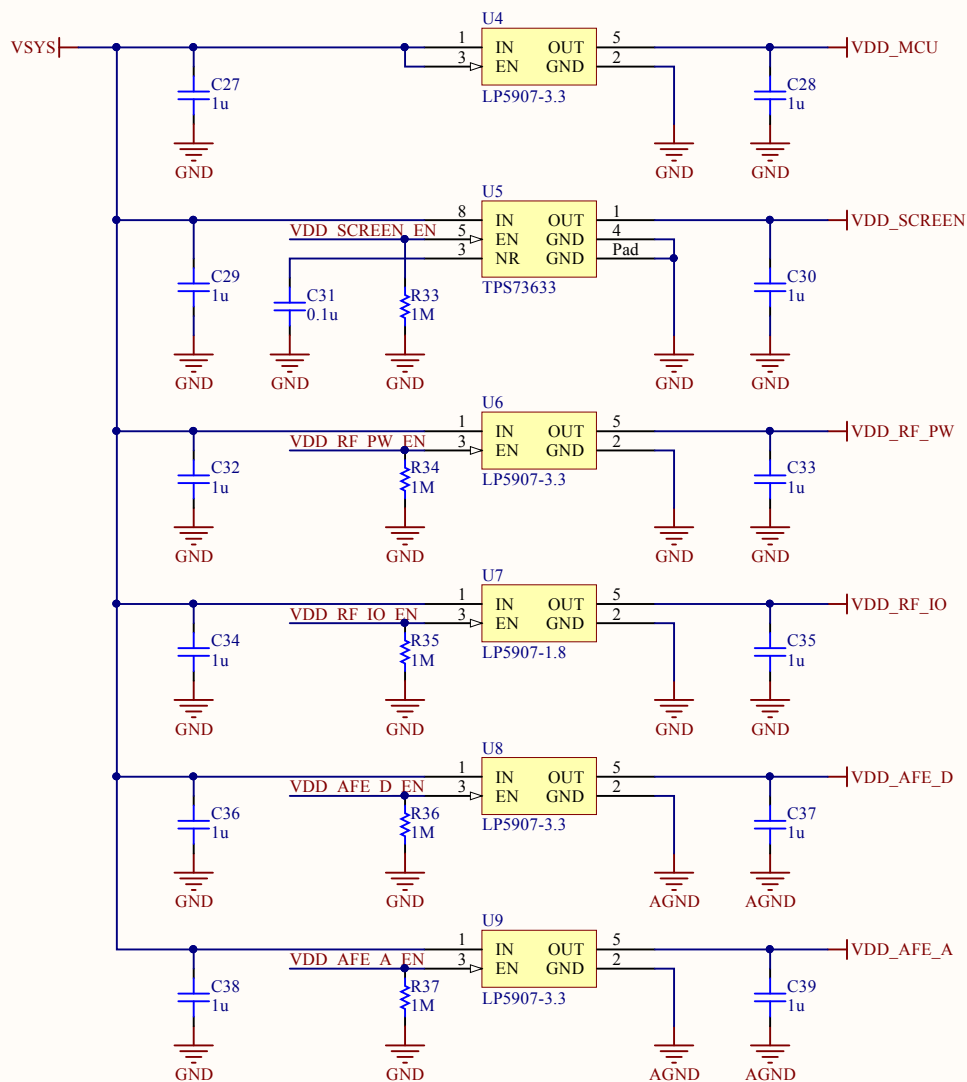 U4
VSYS 1 IN OUT 5 VDD_MCU
3 EN GND 2
C27 C28
1u LP5907-3.3 1u
GND GND GND
U5
8 IN OUT 1 VDD_SCREEN
VDD_SCREEN_EN 5 EN GND 4
3 NR GND Pad
C29 C31 R33 TPS73633 C30
1u 0.1u 1M 1u
GND GND GND GND GND
U6
1 IN OUT 5 VDD_RF_PW
VDD_RF_PW_EN 3 EN GND 2
C32 R34 LP5907-3.3 C33
1u 1M 1u
GND GND GND GND
U7
1 IN OUT 5 VDD_RF_IO
VDD_RF_IO_EN 3 EN GND 2
C34 R35 LP5907-1.8 C35
1u 1M 1u
GND GND GND GND
U8
1 IN OUT 5 VDD_AFE_D
VDD_AFE_D_EN 3 EN GND 2
C36 R36 LP5907-3.3 C37
1u 1M 1u
GND GND AGND AGND
U9
1 IN OUT 5 VDD_AFE_A
VDD_AFE_A_EN 3 EN GND 2
C38 R37 LP5907-3.3 C39
1u 1M 1u
GND GND AGND AGND